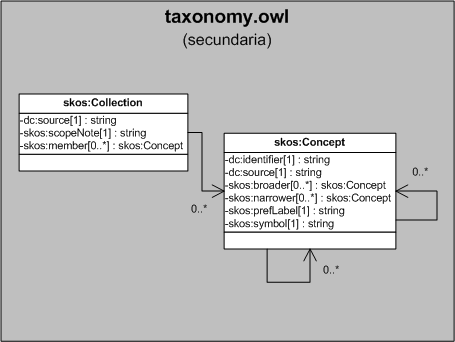 taxonomy.owl
(secundaria)
skos:Collection
-dc:source[1] : string
-skos:scopeNote[1] : string
-skos:member[0..*] : skos:Concept
0..*
skos:Concept
-dc:identifier[1] : string
-dc:source[1] : string
-skos:broader[0..*] : skos:Concept
-skos:narrower[0..*] : skos:Concept
-skos:prefLabel[1] : string
-skos:symbol[1] : string
0..*
0..*